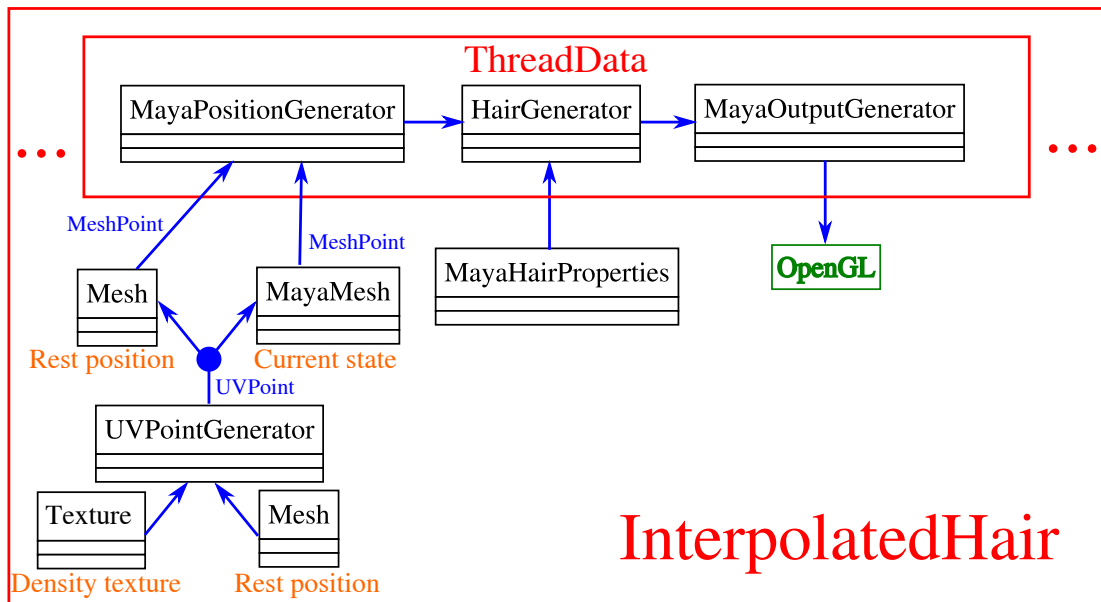 ThreadData
MayaPositionGenerator
HairGenerator
MayaOutputGenerator
...
...
MeshPoint
MeshPoint
Mesh
MayaMesh
MayaHairProperties
OpenGL
Rest position
Current state
UVPoint
UVPointGenerator
Texture
Mesh
InterpolatedHair
Density texture
Rest position